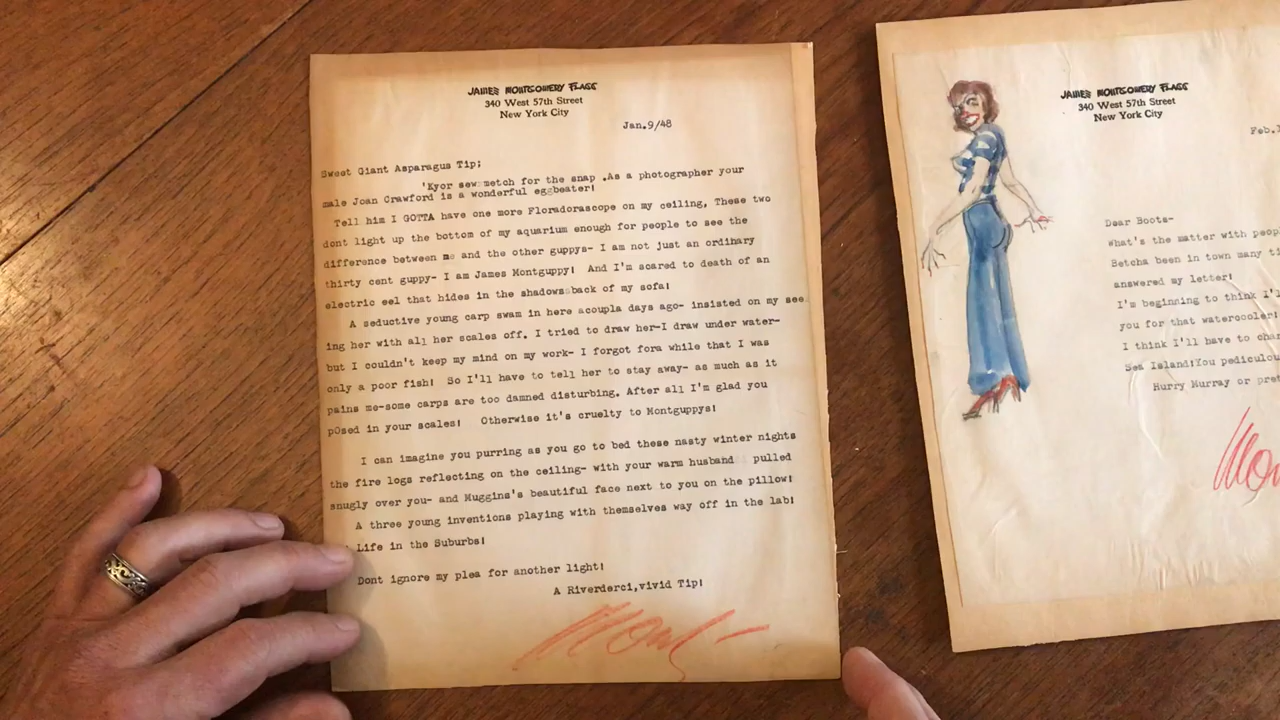 JAMES MONTGOMERY FLAGG
340 West 57th Street
New York City
Jan.9/48
Sweet Giant Asparagus Tip;
'Kyor sew metch for the snap .As a photographer your
male Joan Crawford is a wonderful eggbeater!
Tell him I GOTTA have one more Floradorascope on my ceiling, These two
dont light up the bottom of my aquarium enough for people to see the
difference between me and the other guppys- I am not just an ordinary
thirty cent guppy- I am James Montguppy! And I'm scared to death of an
electric eel that hides in the shadows back of my sofa!
A seductive young carp swam in here acoupla days ago- insisted on my see
ing her with all her scales off. I tried to draw her-I draw under water-
but I couldn't keep my mind on my work- I forgot fora while that I was
only a poor fish! So I'll have to tell her to stay away- as much as it
pains me-some carps are too damned disturbing. After all I'm glad you
pOsed in your scales! Otherwise it's cruelty to Montguppys!
I can imagine you purring as you go to bed these nasty winter nights
the fire logs reflecting on the ceiling- with your warm husband pulled
snugly over you- and Muggins's beautiful face next to you on the pillow!
A three young inventions playing with themselves way off in the lab!
Life in the Suburbs!
Dont ignore my plea for another light!
A Riverderci,vivid Tip!
JAMES MONTGOMERY FLAGG
340 West 57th Street
New York City
Feb.
Dear Boots-
What's the matter with peop
Betcha been in town many ti
answered my letter!
I'm beginning to think I'
you for that watercooler!
I think I'll have to cha
Sea Island!You pediculou
Hurry Murray or pret